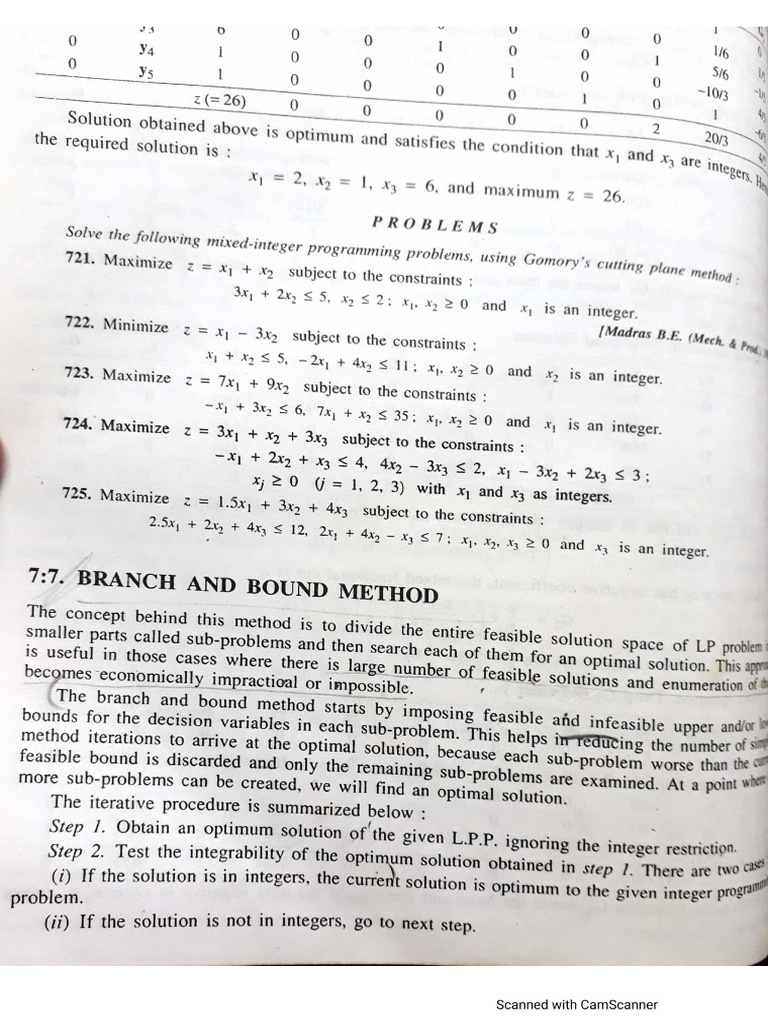 y3 6 0 0 0 0 0 1
0 y4 1 0 0 1 0 0 0 1/6
0 y5 1 0 0 0 1 0 1 5/6
0 0 0 0 0 -10/3
z (= 26) 0 0 0 0 1 0 1
0 0 2 20/3
Solution obtained above is optimum and satisfies the condition that x1 and x3 are integers.
the required solution is :
x1 = 2, x2 = 1, x3 = 6, and maximum z = 26.
PROBLEMS
Solve the following mixed-integer programming problems, using Gomory's cutting plane method :
721. Maximize z = x1 + x2 subject to the constraints :
3x1 + 2x2 ≤ 5, x2 ≤ 2 ; x1, x2 ≥ 0 and x1 is an integer.
[Madras B.E. (Mech. & Prod.)
722. Minimize z = x1 − 3x2 subject to the constraints :
x1 + x2 ≤ 5, − 2x1 + 4x2 ≤ 11 ; x1, x2 ≥ 0 and x2 is an integer.
723. Maximize z = 7x1 + 9x2 subject to the constraints :
−x1 + 3x2 ≤ 6, 7x1 + x2 ≤ 35 ; x1, x2 ≥ 0 and x1 is an integer.
724. Maximize z = 3x1 + x2 + 3x3 subject to the constraints :
−x1 + 2x2 + x3 ≤ 4, 4x2 − 3x3 ≤ 2, x1 − 3x2 + 2x3 ≤ 3 ;
xj ≥ 0 (j = 1, 2, 3) with x1 and x3 as integers.
725. Maximize z = 1.5x1 + 3x2 + 4x3 subject to the constraints :
2.5x1 + 2x2 + 4x3 ≤ 12, 2x1 + 4x2 − x3 ≤ 7 ; x1, x2, x3 ≥ 0 and x3 is an integer.
7:7. BRANCH AND BOUND METHOD
The concept behind this method is to divide the entire feasible solution space of LP problem
smaller parts called sub-problems and then search each of them for an optimal solution. This
is useful in those cases where there is large number of feasible solutions and enumeration of
becomes economically impractical or impossible.
The branch and bound method starts by imposing feasible and infeasible upper and/or
bounds for the decision variables in each sub-problem. This helps in reducing the number of
method iterations to arrive at the optimal solution, because each sub-problem worse than the
feasible bound is discarded and only the remaining sub-problems are examined. At a point where
more sub-problems can be created, we will find an optimal solution.
The iterative procedure is summarized below :
Step 1. Obtain an optimum solution of the given L.P.P. ignoring the integer restriction.
Step 2. Test the integrability of the optimum solution obtained in step 1. There are two cases
(i) If the solution is in integers, the current solution is optimum to the given integer
problem.
(ii) If the solution is not in integers, go to next step.
Scanned with CamScanner